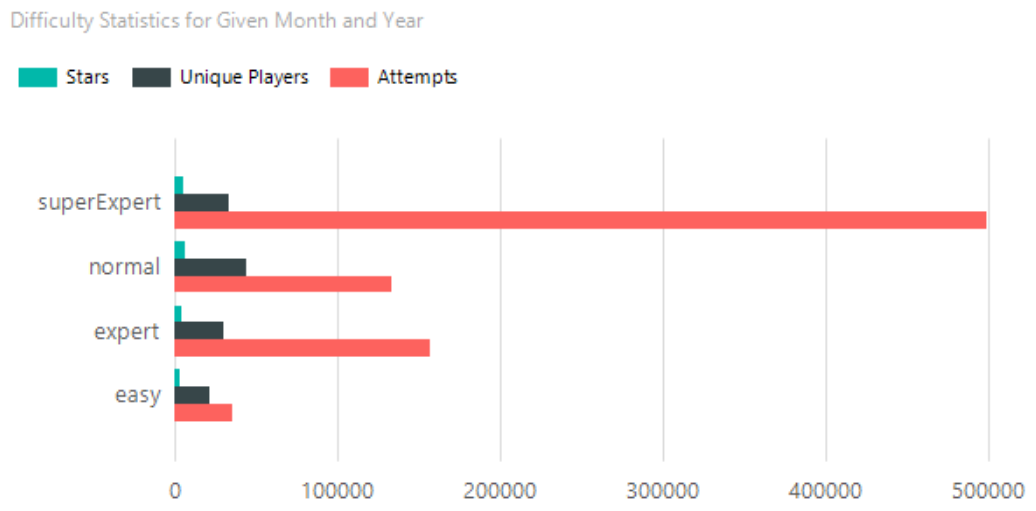 Difficulty Statistics for Given Month and Year
Stars Unique Players Attempts
superExpert
normal
expert
easy
0 100000 200000 300000 400000 500000